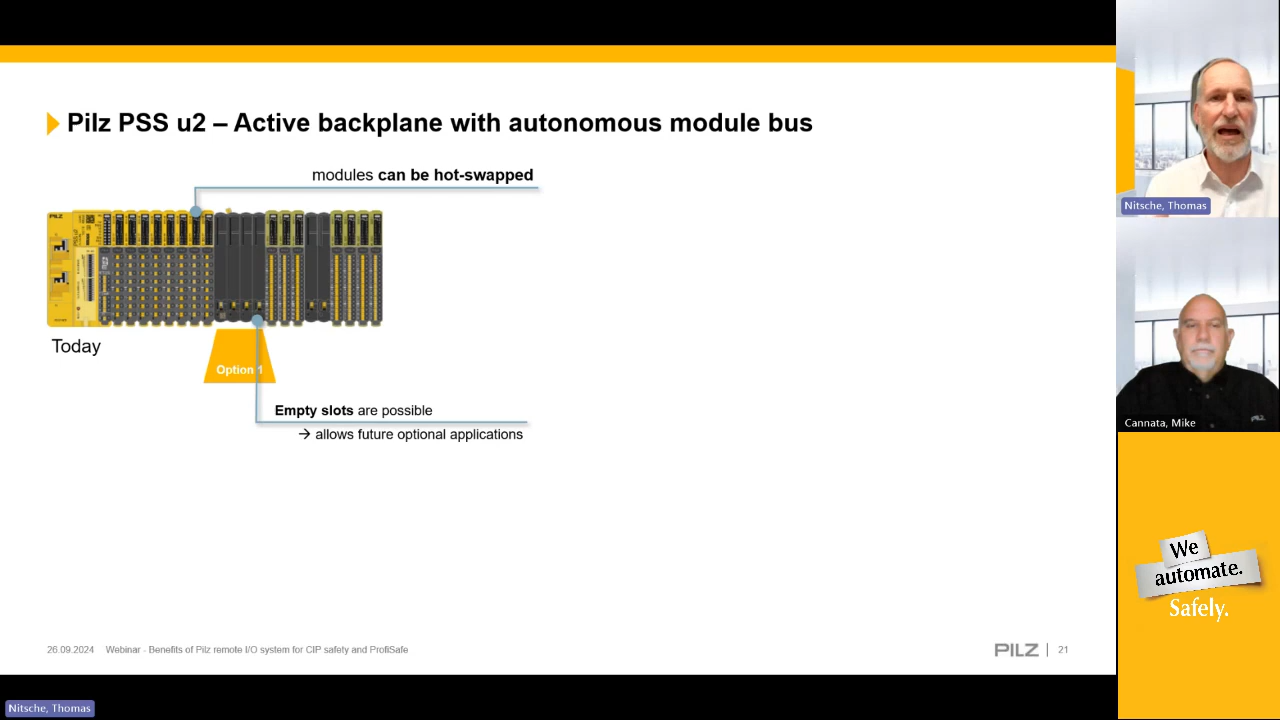 Pilz PSS u2 – Active backplane with autonomous module bus
modules can be hot-swapped
PILZ
Today
Option 1
Empty slots are possible
→ allows future optional applications
26.09.2024 Webinar - Benefits of Pilz remote I/O system for CIP safety and ProfiSafe
PILZ | 21
Nitsche, Thomas
Cannata, Mike
We
automate.
Safely.
Nitsche, Thomas